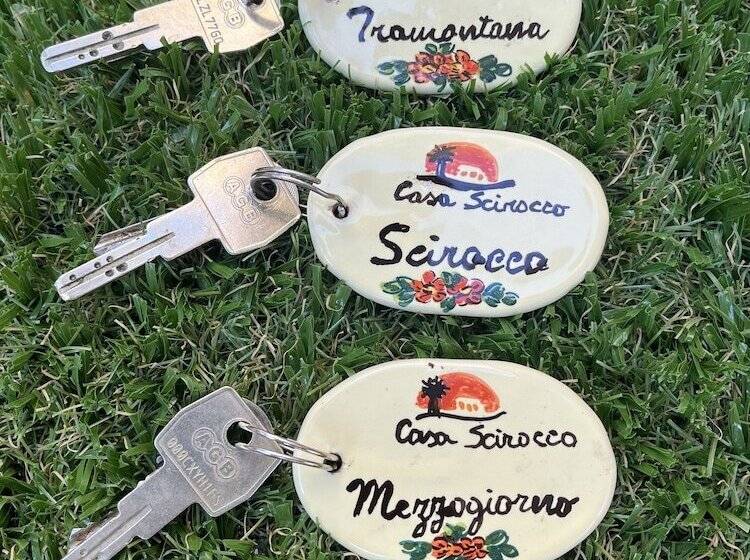 Tramontana
AGB
Casa Scirocco
Scirocco
AGB
Casa Scirocco
Mezzogiorno